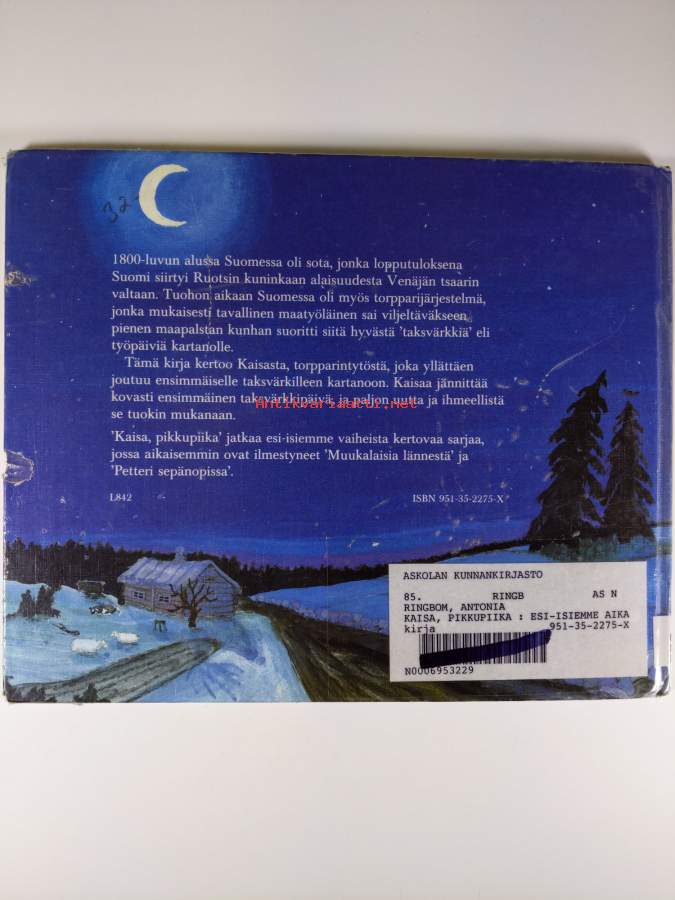 32
1800-luvun alussa Suomessa oli sota, jonka lopputuloksena
Suomi siirtyi Ruotsin kuninkaan alaisuudesta Venäjän tsaarin
valtaan. Tuohon aikaan Suomessa oli myös torpparijärjestelmä,
jonka mukaisesti tavallinen maatyöläinen sai viljeltäväkseen
pienen maapalstan kunhan suoritti siitä hyvästä 'taksvärkkiä' eli
työpäiviä kartanolle.
Tämä kirja kertoo Kaisasta, torpparintytöstä, joka yllättäen
joutuu ensimmäiselle taksvärkilleen kartanoon. Kaisaa jännittää
kovasti ensimmäinen taksvärkkipäivä, ja paljon uutta ja ihmeellistä
Antikvariaatti.net
se tuokin mukanaan.
'Kaisa, pikkupiika' jatkaa esi-isiemme vaiheista kertovaa sarjaa,
jossa aikaisemmin ovat ilmestyneet 'Muukalaisia lännestä' ja
'Petteri sepänopissa'.
L842
ISBN 951-35-2275-X
ASKOLAN KUNNANKIRJASTO
85. RINGB AS N
RINGBOM, ANTONIA
KAISA, PIKKUPIIKA : ESI-ISIEMME AIKA
kirja 951-35-2275-X
N0006953229